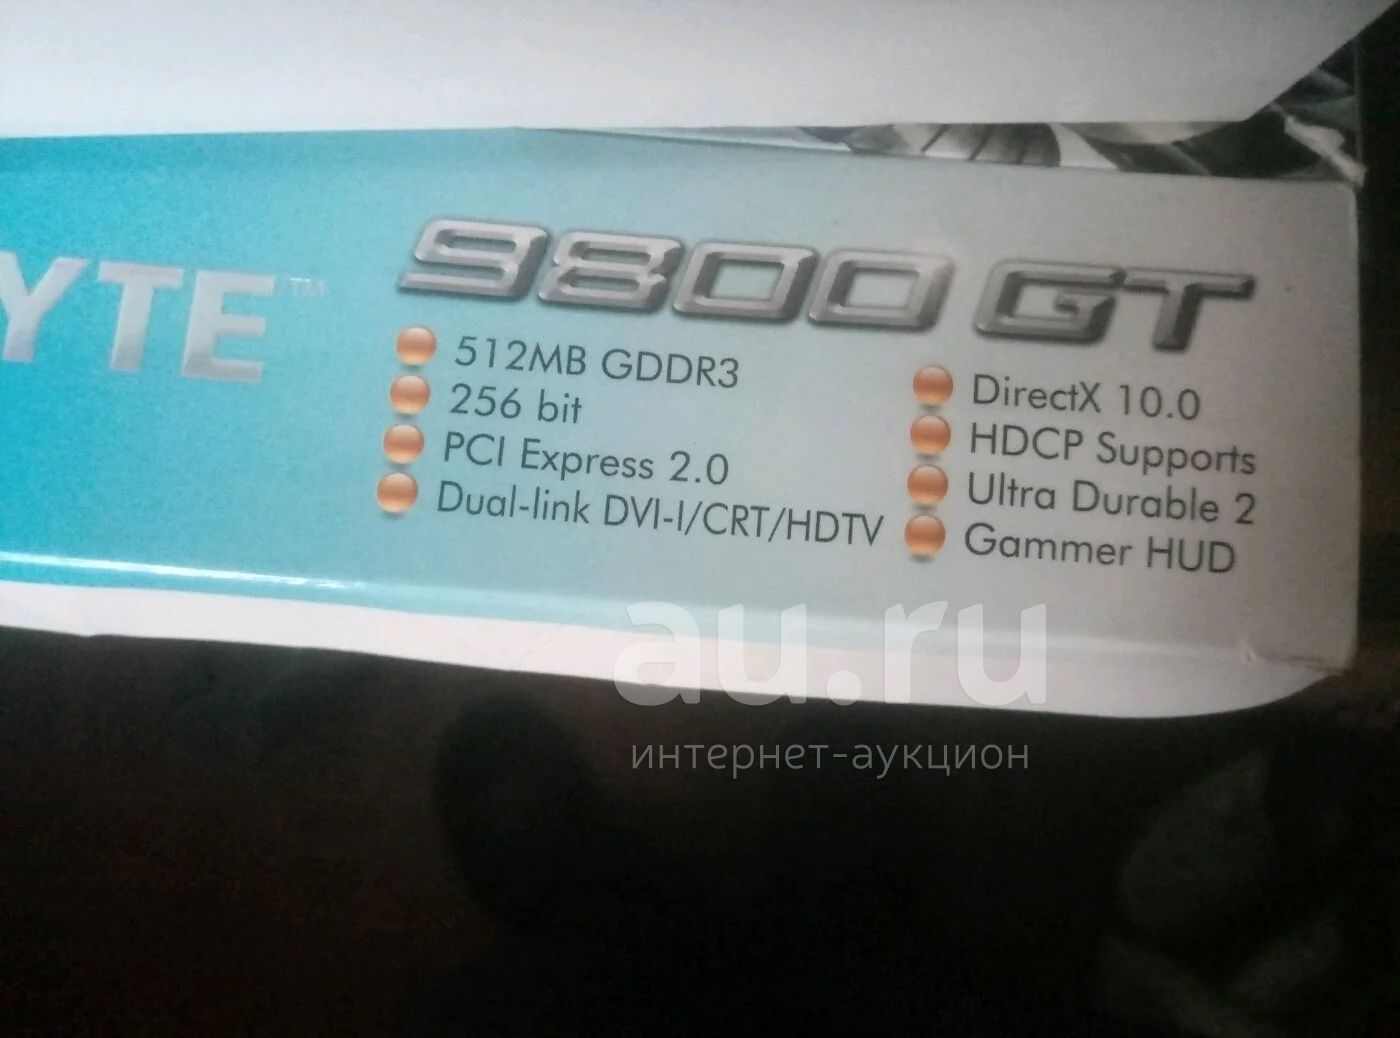 YTE™
9800 GT
512MB GDDR3
256 bit
PCI Express 2.0
Dual-link DVI-I/CRT/HDTV
DirectX 10.0
HDCP Supports
Ultra Durable 2
Gammer HUD
au.ru
интернет-аукцион